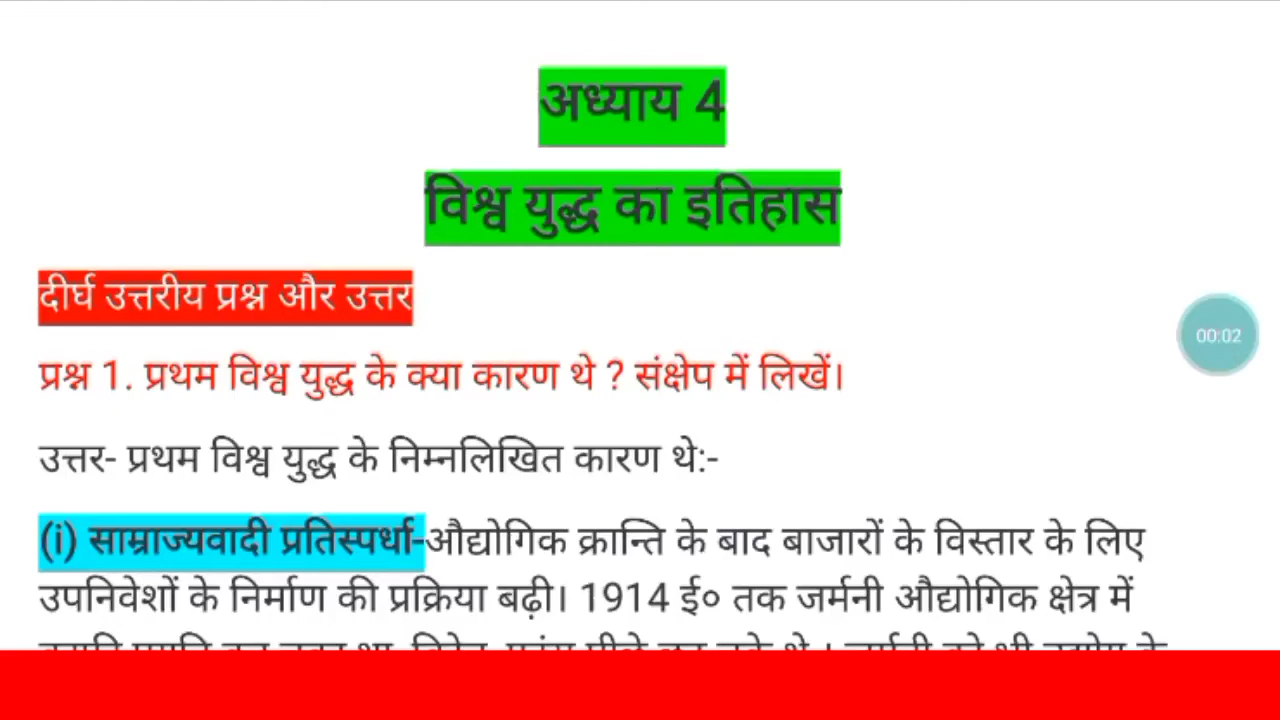 अध्याय 4
विश्व युद्ध का इतिहास
दीर्घ उत्तरीय प्रश्न और उत्तर
प्रश्न 1. प्रथम विश्व युद्ध के क्या कारण थे ? संक्षेप में लिखें।
00:02
उत्तर- प्रथम विश्व युद्ध के निम्नलिखित कारण थे:-
(i) साम्राज्यवादी प्रतिस्पर्धा-औद्योगिक क्रान्ति के बाद बाजारों के विस्तार के लिए
उपनिवेशों के निर्माण की प्रक्रिया बढ़ी। 1914 ई० तक जर्मनी औद्योगिक क्षेत्र में